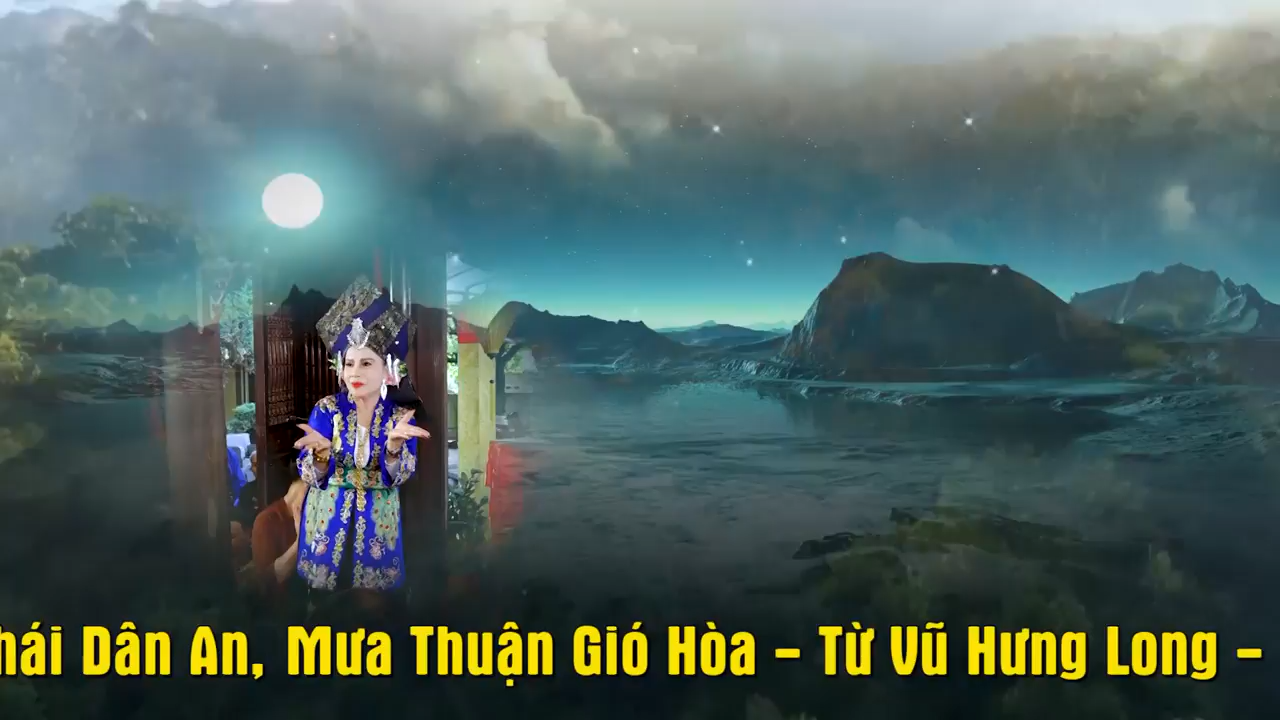 hái Dân An, Mưa Thuận Gió Hòa - Từ Vũ Hưng Long -